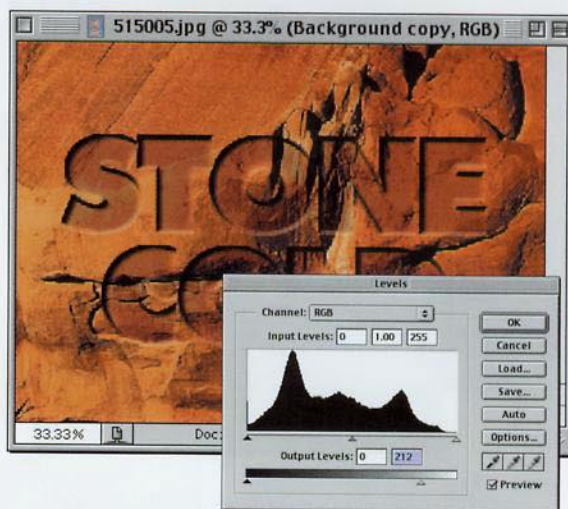 515005.jpg @ 33.3% (Background copy, RGB)
STONE
COLD
33.33%
Doc:
Levels
Channel: RGB
Input Levels: 0 1.00 255
Output Levels: 0 212
OK
Cancel
Load...
Save...
Auto
Options...
Preview